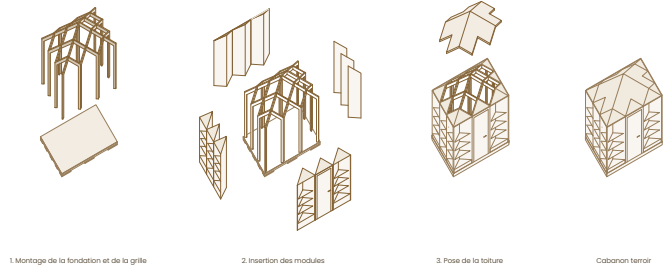 1. Montage de la fondation et de la grille
2. Insertion des modules
3. Pose de la toiture
Cabanon terroir